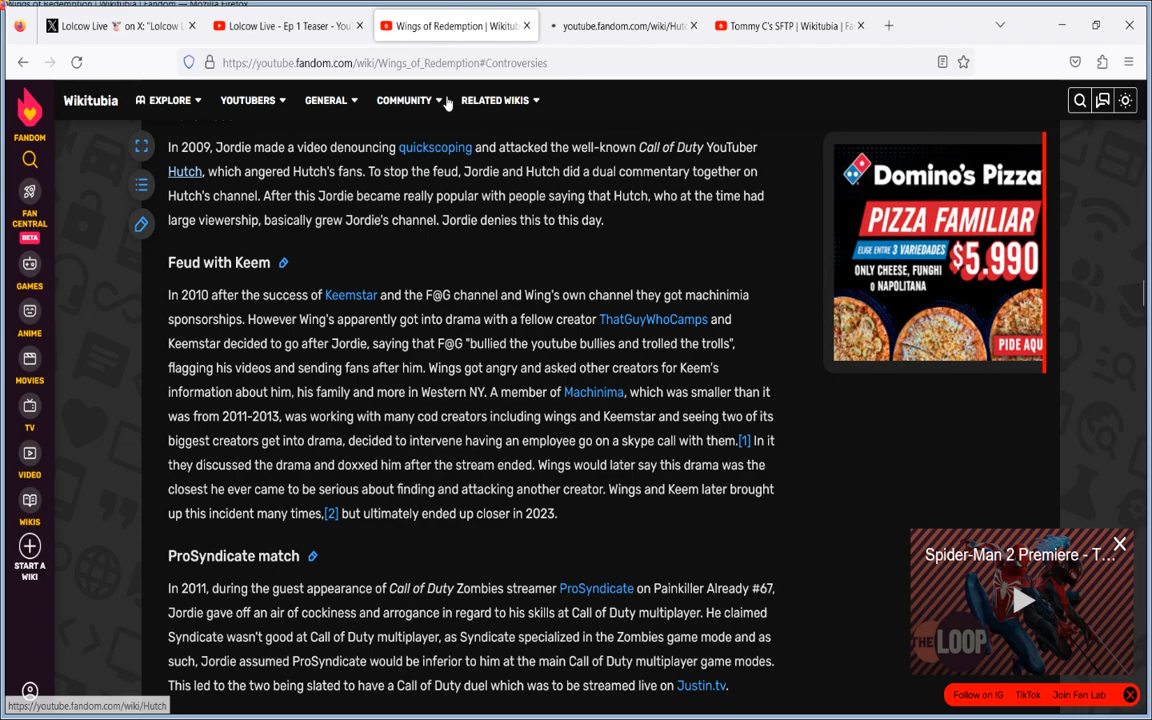 Lolcow Live 🐮 on X: "Lolcow L
Lolcow Live - Ep 1 Teaser - You
Wings of Redemption | Wikitub
youtube.fandom.com/wiki/Hutc
Tommy C's SFTP | Wikitubia | Fa
https://youtube.fandom.com/wiki/Wings_of_Redemption#Controversies
Wikitubia
EXPLORE
YOUTUBERS
GENERAL
COMMUNITY
RELATED WIKIS
FANDOM
FAN
CENTRAL
BETA
GAMES
ANIME
MOVIES
TV
VIDEO
WIKIS
START A
WIKI
In 2009, Jordie made a video denouncing quickscoping and attacked the well-known Call of Duty YouTuber
Hutch, which angered Hutch's fans. To stop the feud, Jordie and Hutch did a dual commentary together on
Hutch's channel. After this Jordie became really popular with people saying that Hutch, who at the time had
large viewership, basically grew Jordie's channel. Jordie denies this to this day.
Feud with Keem
In 2010 after the success of Keemstar and the F@G channel and Wing's own channel they got machinima
sponsorships. However Wing's apparently got into drama with a fellow creator ThatGuyWhoCamps and
Keemstar decided to go after Jordie, saying that F@G "bullied the youtube bullies and trolled the trolls",
flagging his videos and sending fans after him. Wings got angry and asked other creators for Keem's
information about him, his family and more in Western NY. A member of Machinima, which was smaller than it
was from 2011-2013, was working with many cod creators including wings and Keemstar and seeing two of its
biggest creators get into drama, decided to intervene having an employee go on a skype call with them.[1] In it
they discussed the drama and doxxed him after the stream ended. Wings would later say this drama was the
closest he ever came to be serious about finding and attacking another creator. Wings and Keem later brought
up this incident many times,[2] but ultimately ended up closer in 2023.
ProSyndicate match
In 2011, during the guest appearance of Call of Duty Zombies streamer ProSyndicate on Painkiller Already #67,
Jordie gave off an air of cockiness and arrogance in regard to his skills at Call of Duty multiplayer. He claimed
Syndicate wasn't good at Call of Duty multiplayer, as Syndicate specialized in the Zombies game mode and as
such, Jordie assumed ProSyndicate would be inferior to him at the main Call of Duty multiplayer game modes.
This led to the two being slated to have a Call of Duty duel which was to be streamed live on Justin.tv.
Domino's Pizza
PIZZA FAMILIAR
ELIGE ENTRE 3 VARIEDADES
$5.990
ONLY CHEESE, FUNGHI
O NAPOLITANA
PIDE AQU
Spider-Man 2 Premiere - T...
THE LOOP
Follow on IG
TikTok
Join Fan Lab
https://youtube.fandom.com/wiki/Hutch